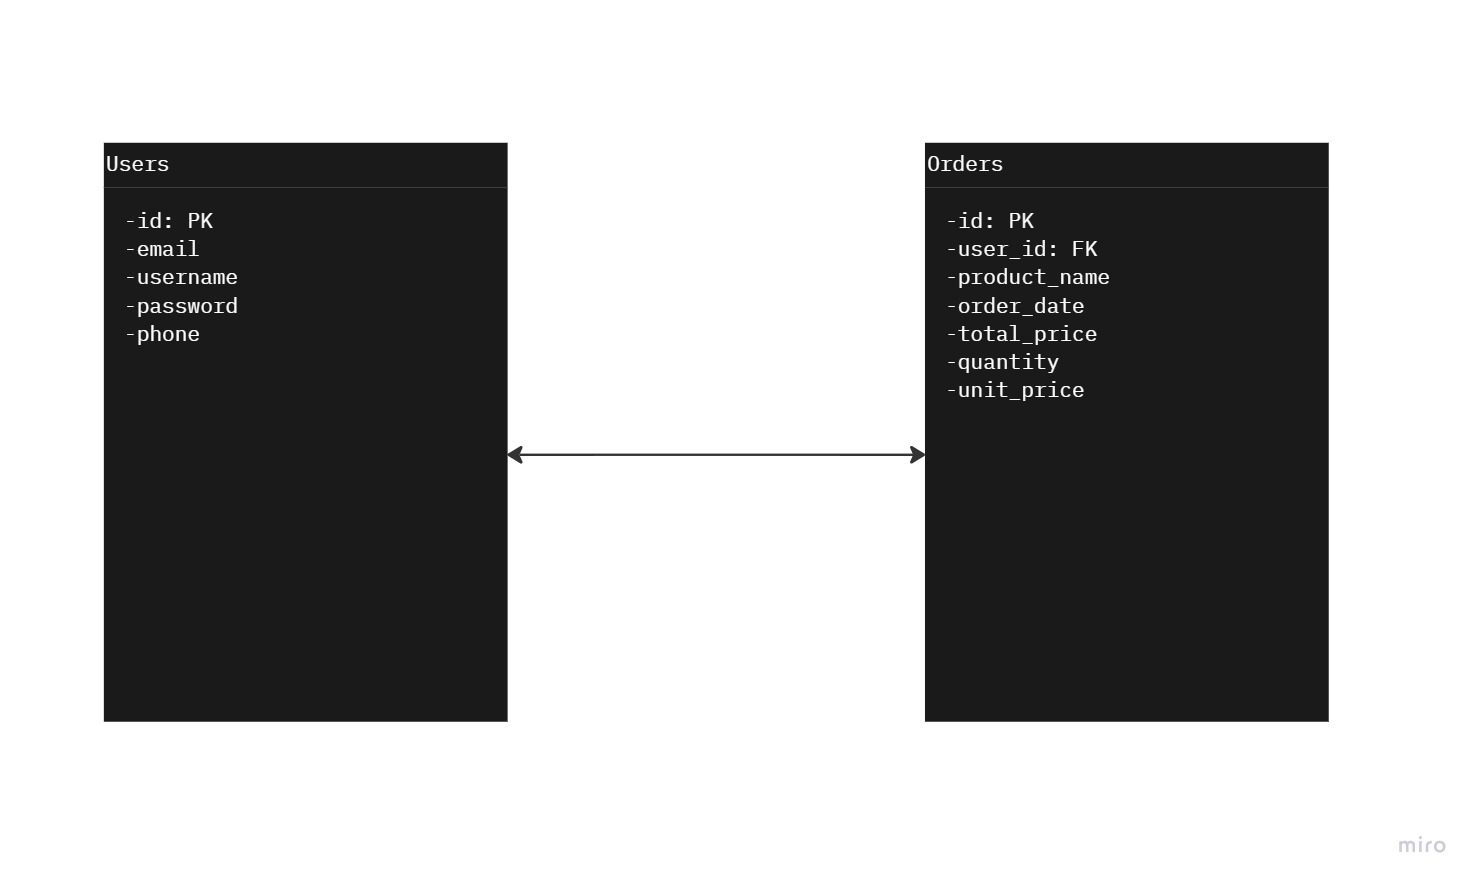 Users
-id: PK
-email
-username
-password
-phone
Orders
-id: PK
-user_id: FK
-product_name
-order_date
-total_price
-quantity
-unit_price
miro